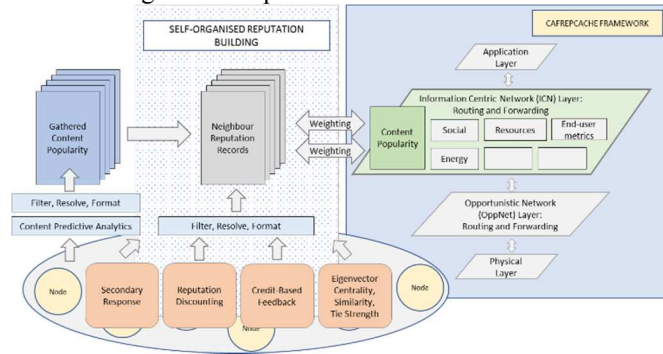 SELF-ORGANISED REPUTATION
BUILDING
CAFREPCACHE FRAMEWORK
Application
Layer
Information Centric Network (ICN) Layer:
Routing and Forwarding
Gathered
Content
Popularity
Neighbour
Reputation
Records
Weighting
Weighting
Content
Popularity
Social
Resources
End-user
metrics
Energy
Filter, Resolve, Format
Content Predictive Analytics
Filter, Resolve, Format
Opportunistic Network
(OppNet) Layer:
Routing and Forwarding
Physical
Layer
Node
Secondary
Response
Reputation
Discounting
Credit-Based
Feedback
Eigenvector
Centrality,
Similarity,
Tie Strength
Node
Node